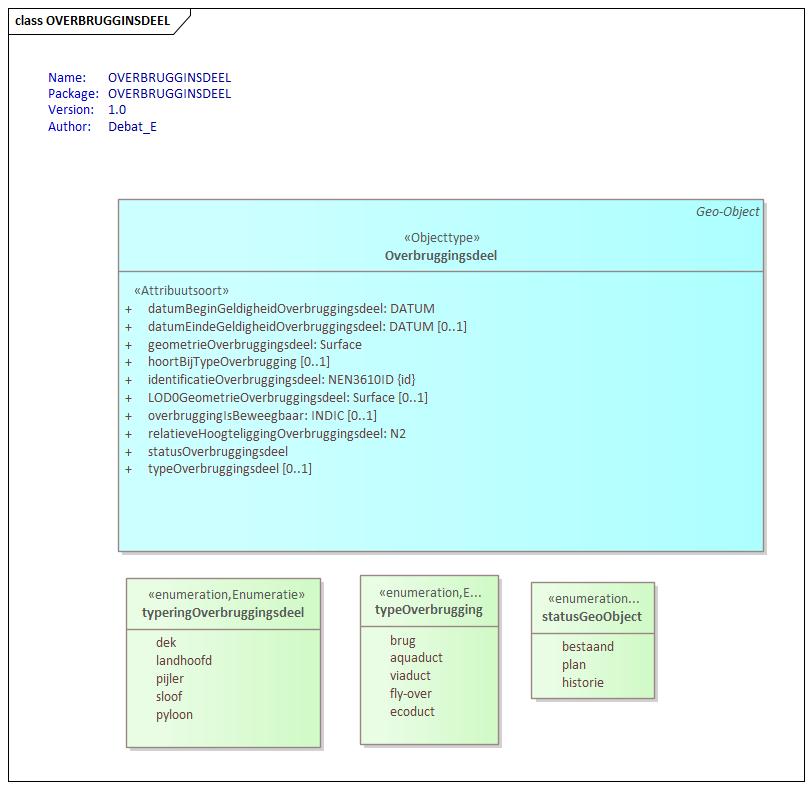 class OVERBRUGGINSDEEL
Name: OVERBRUGGINSDEEL
Package: OVERBRUGGINSDEEL
Version: 1.0
Author: Debat_E
Geo-Object
«Objecttype»
Overbruggingsdeel
«Attribuutsoort»
+ datumBeginGeldigheidOverbruggingsdeel: DATUM
+ datumEindeGeldigheidOverbruggingsdeel: DATUM [0..1]
+ geometrieOverbruggingsdeel: Surface
+ hoortBijTypeOverbrugging [0..1]
+ identificatieOverbruggingsdeel: NEN3610ID {id}
+ LOD0GeometrieOverbruggingsdeel: Surface [0..1]
+ overbruggingIsBeweegbaar: INDIC [0..1]
+ relatieveHoogteliggingOverbruggingsdeel: N2
+ statusOverbruggingsdeel
+ typeOverbruggingsdeel [0..1]
«enumeration,Enumeratie»
typeringOverbruggingsdeel
dek
landhoofd
pijler
sloof
pyloon
«enumeration,E...
typeOverbrugging
brug
aquaduct
viaduct
fly-over
ecoduct
«enumeration...
statusGeoObject
bestaand
plan
historie